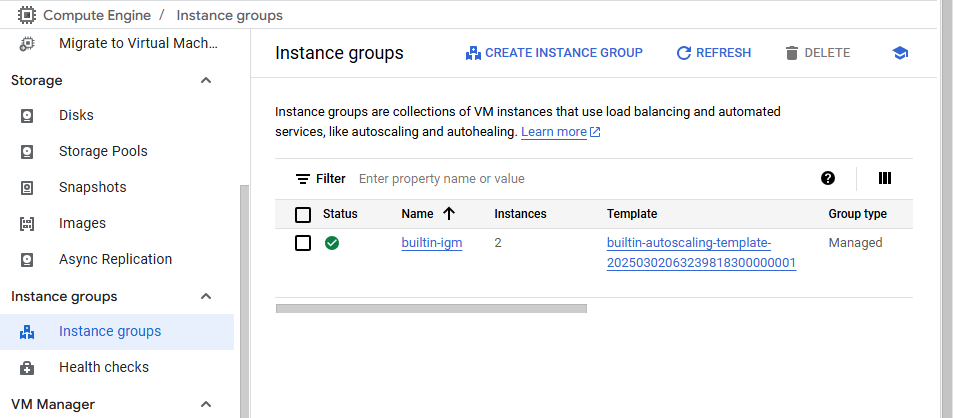 Compute Engine / Instance groups
Migrate to Virtual Mach...
Storage
Disks
Storage Pools
Snapshots
Images
Async Replication
Instance groups
Instance groups
Health checks
VM Manager
Instance groups CREATE INSTANCE GROUP REFRESH DELETE
Instance groups are collections of VM instances that use load balancing and automated
services, like autoscaling and autohealing. Learn more
Filter Enter property name or value
Status Name Instances Template Group type
builtin-igm 2 builtin-autoscaling-template- Managed
20250302063239818300000001